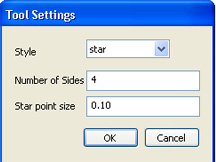 Tool Settings
Style star
Number of Sides 4
Star point size 0.10
OK Cancel